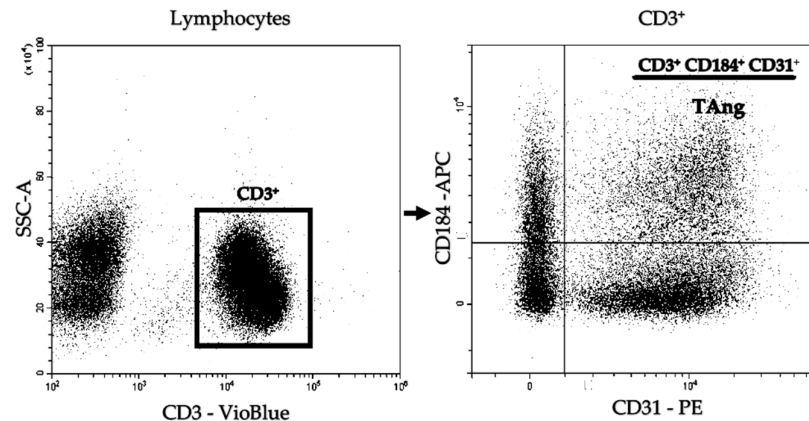 Lymphocytes
CD3⁺
SSC-A
(x 10⁴)
100
80
60
40
20
0
CD3⁺
10²
10³
10⁴
10⁵
10⁶
CD3 - VioBlue
CD184 -APC
10⁴
0
CD3⁺ CD184⁺ CD31⁺
TAng
0
10⁴
CD31 - PE